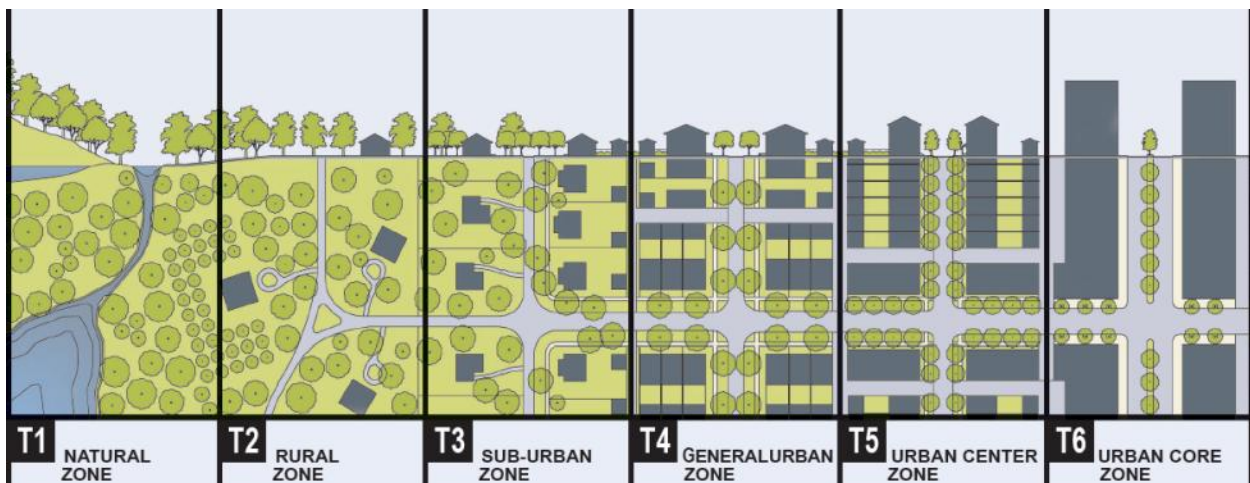 T1 NATURAL
ZONE
T2 RURAL
ZONE
T3 SUB-URBAN
ZONE
T4 GENERALURBAN
ZONE
T5 URBAN CENTER
ZONE
T6 URBAN CORE
ZONE